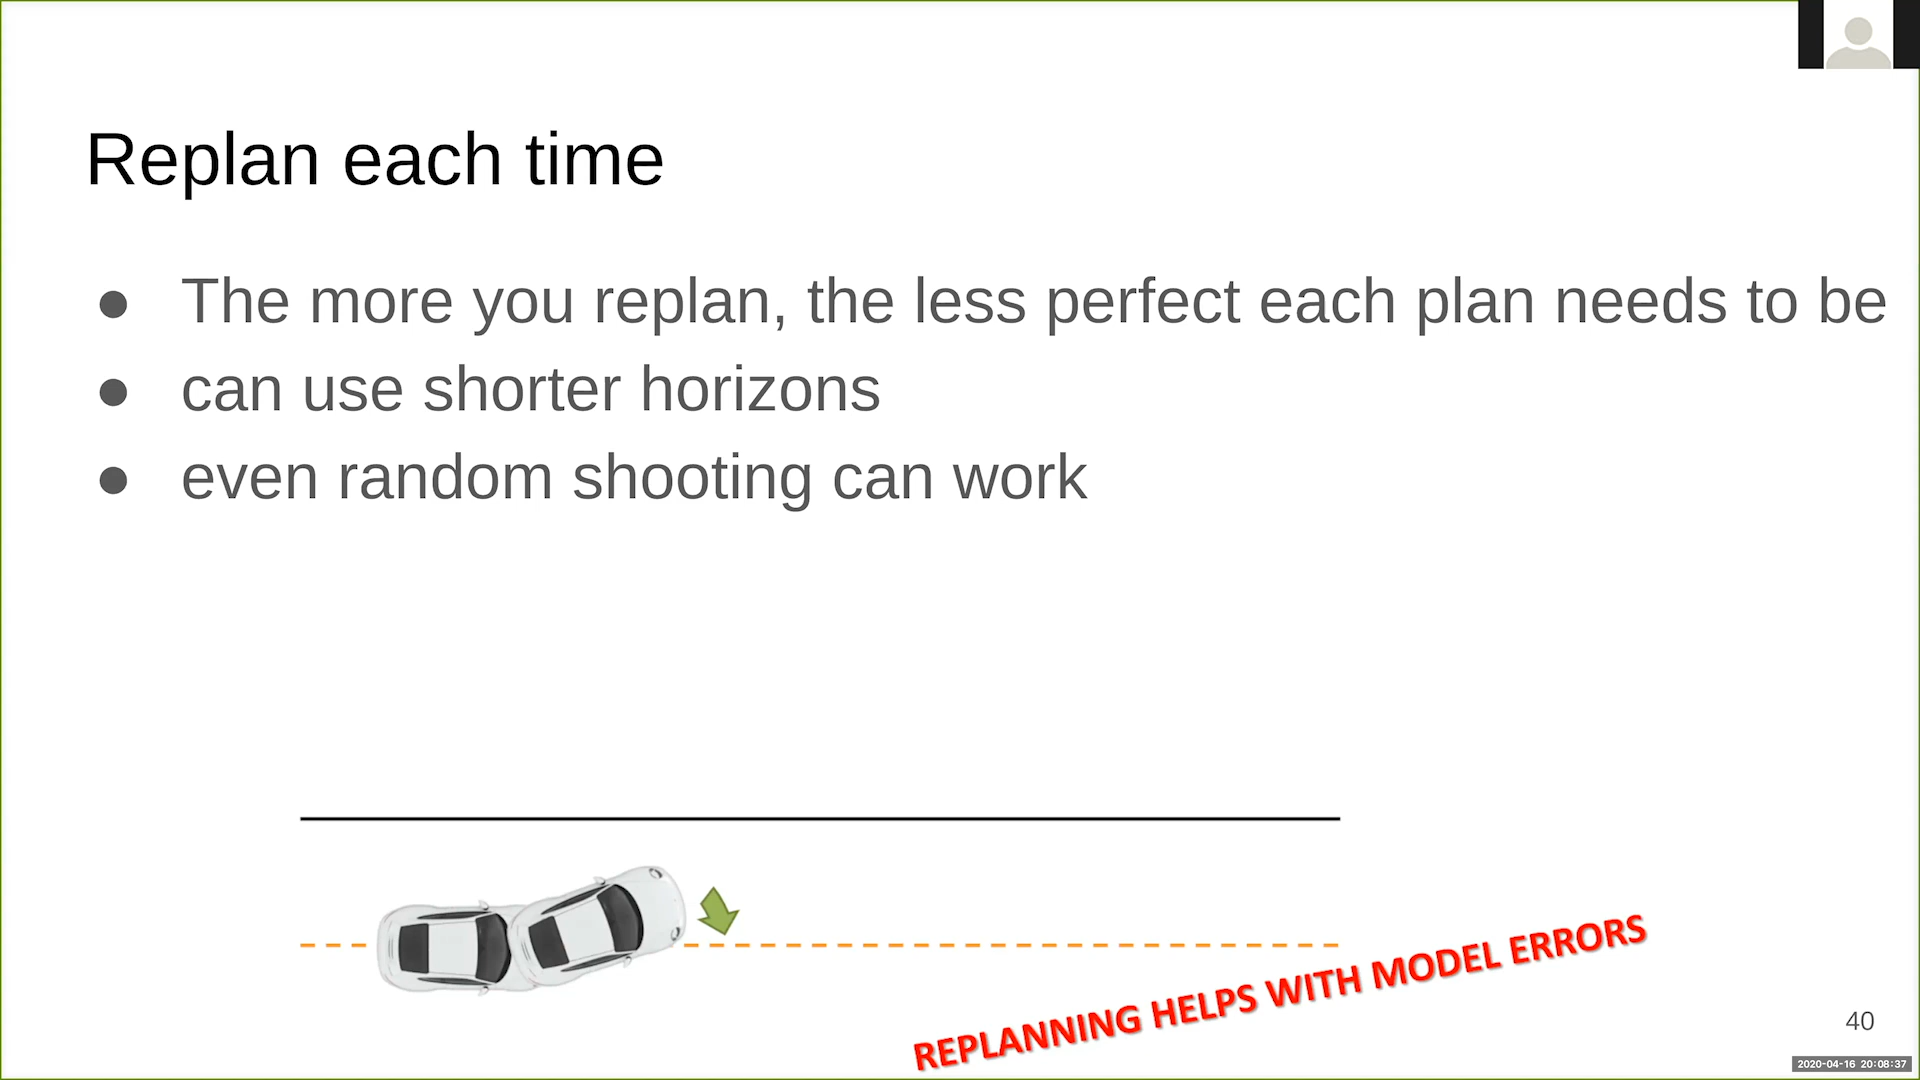 Replan each time
● The more you replan, the less perfect each plan needs to be
● can use shorter horizons
● even random shooting can work
REPLANNING HELPS WITH MODEL ERRORS
40
2020-04-16 20:08:37